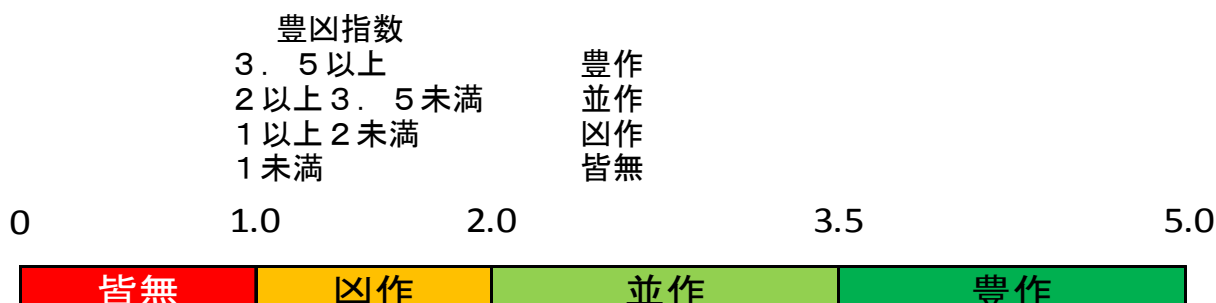 豊凶指数
３．５以上 豊作
２以上３．５未満 並作
１以上２未満 凶作
１未満 皆無
0 1.0 2.0 3.5 5.0
皆無 凶作 並作 豊作